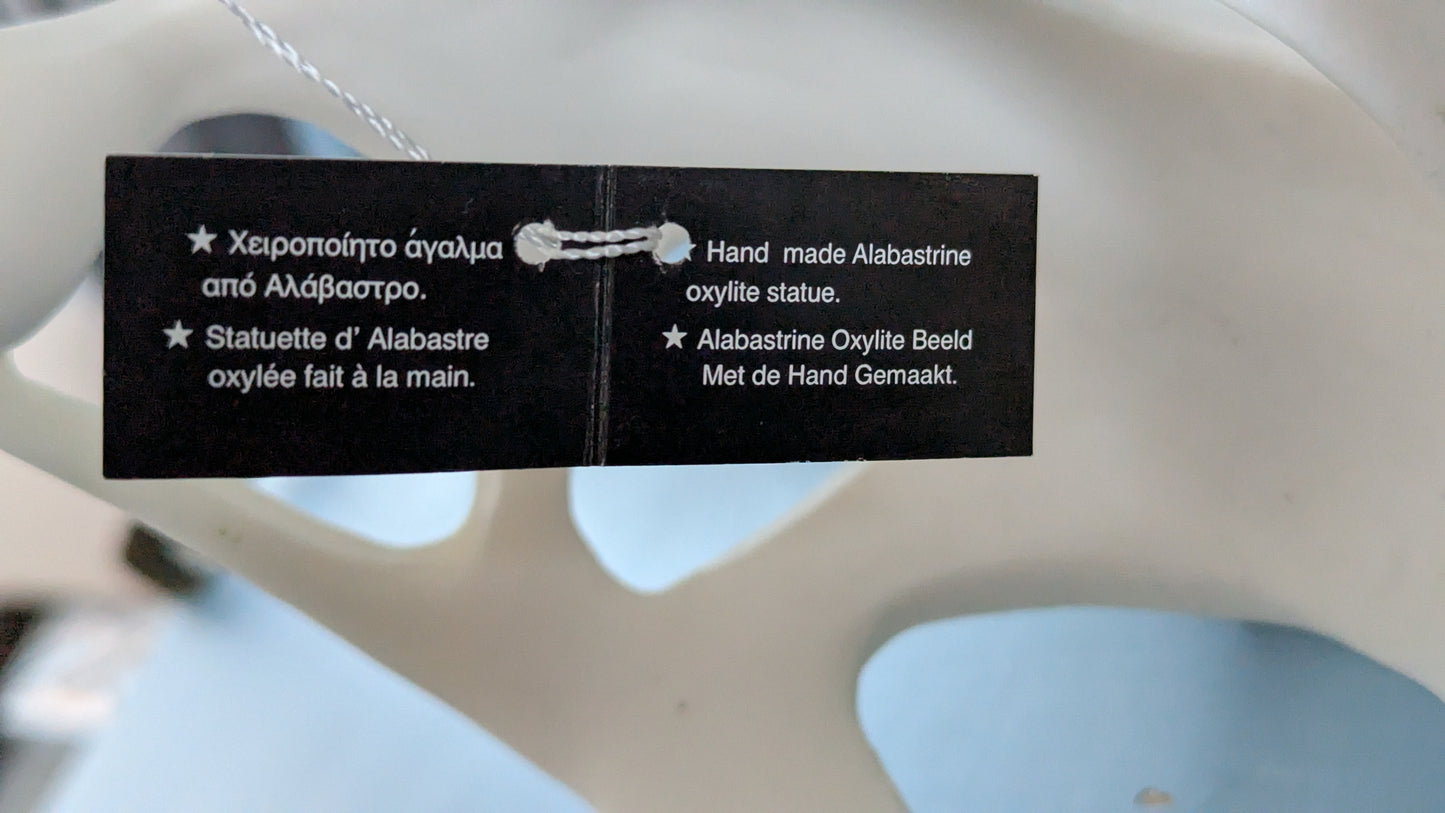 ★ Χειροποίητο άγαλμα
από Αλάβαστρο.
★ Statuette d' Alabastre
oxylée fait à la main.
★ Hand made Alabastrine
oxylite statue.
★ Alabastrine Oxylite Beeld
Met de Hand Gemaakt.